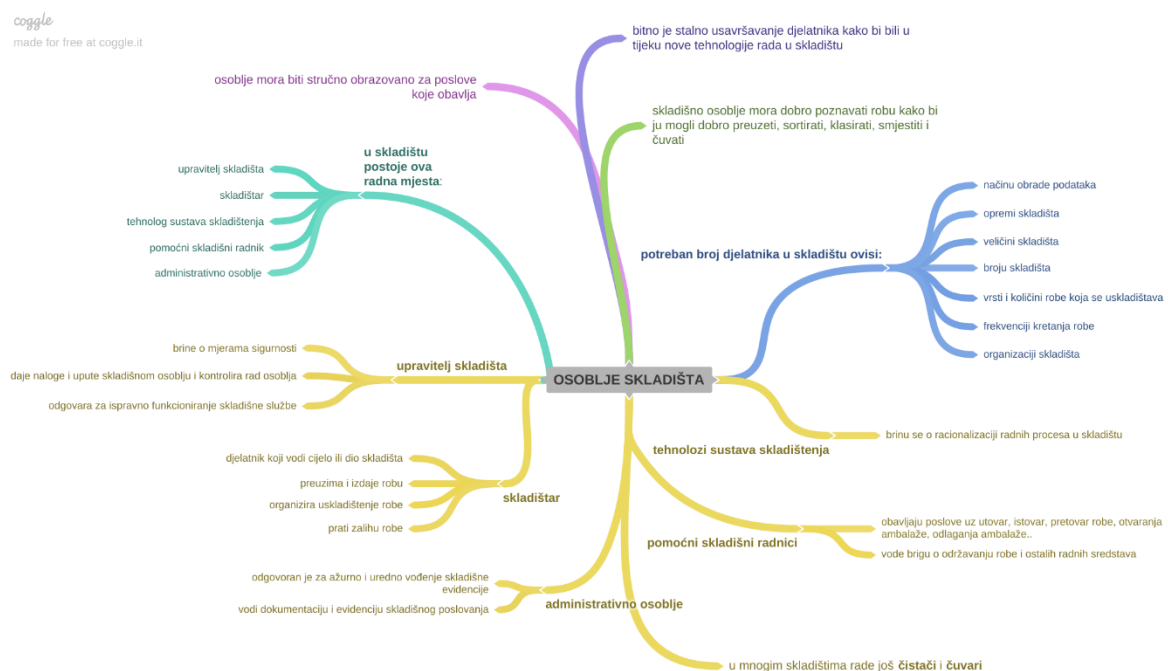 coggle
made for free at coggle.it
bitno je stalno usavršavanje djelatnika kako bi bili u
tijeku nove tehnologije rada u skladištu
osoblje mora biti stručno obrazovano za poslove
koje obavlja
skladišno osoblje mora dobro poznavati robu kako bi
ju mogli dobro preuzeti, sortirati, klasirati, smjestiti i
čuvati
u skladištu
postoje ova
radna mjesta:
upravitelj skladišta
skladištar
tehnolog sustava skladištenja
pomoćni skladišni radnik
administrativno osoblje
potreban broj djelatnika u skladištu ovisi:
načinu obrade podataka
opremi skladišta
veličini skladišta
broju skladišta
vrsti i količini robe koja se uskladištava
frekvenciji kretanja robe
organizaciji skladišta
OSOBLJE SKLADIŠTA
upravitelj skladišta
brine o mjerama sigurnosti
daje naloge i upute skladišnom osoblju i kontrolira rad osoblja
odgovara za ispravno funkcioniranje skladišne službe
tehnolozi sustava skladištenja
brinu se o racionalizaciji radnih procesa u skladištu
skladištar
djelatnik koji vodi cijelo ili dio skladišta
preuzima i izdaje robu
organizira uskladištenje robe
prati zalihu robe
pomoćni skladišni radnici
obavljaju poslove uz utovar, istovar, pretovar robe, otvaranja
ambalaže, odlaganja ambalaže..
vode brigu o održavanju robe i ostalih radnih sredstava
administrativno osoblje
odgovoran je za ažurno i uredno vođenje skladišne
evidencije
vodi dokumentaciju i evidenciju skladišnog poslovanja
u mnogim skladištima rade još čistači i čuvari